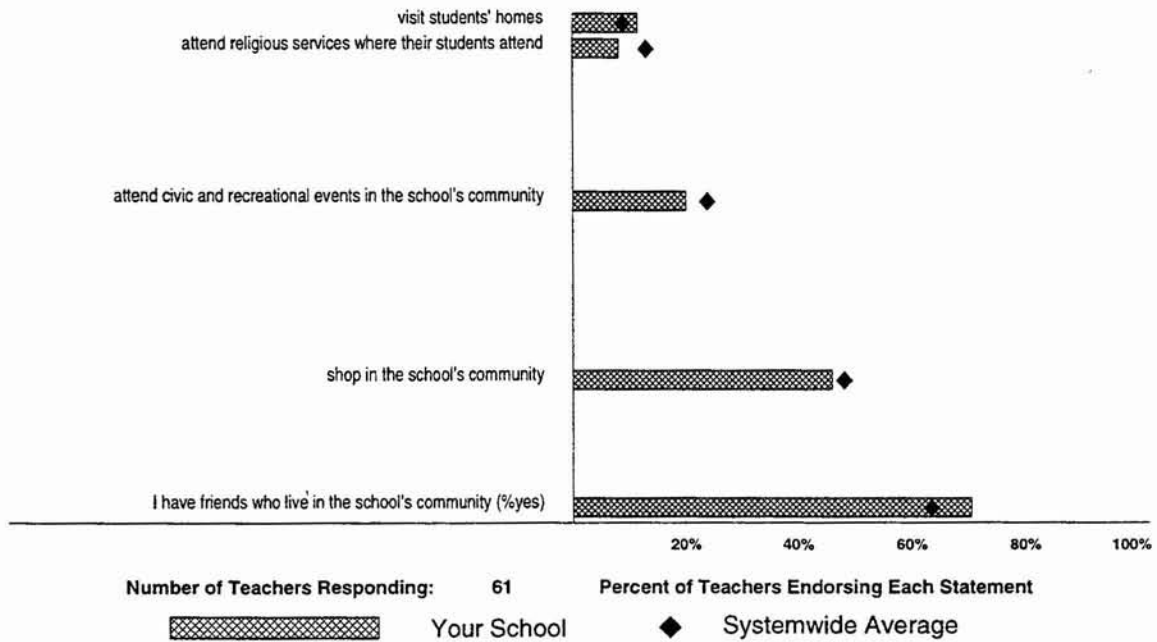 visit students' homes
attend religious services where their students attend
attend civic and recreational events in the school's community
shop in the school's community
I have friends who live in the school's community (%yes)
20% 40% 60% 80% 100%
Number of Teachers Responding: 61 Percent of Teachers Endorsing Each Statement
Your School Systemwide Average